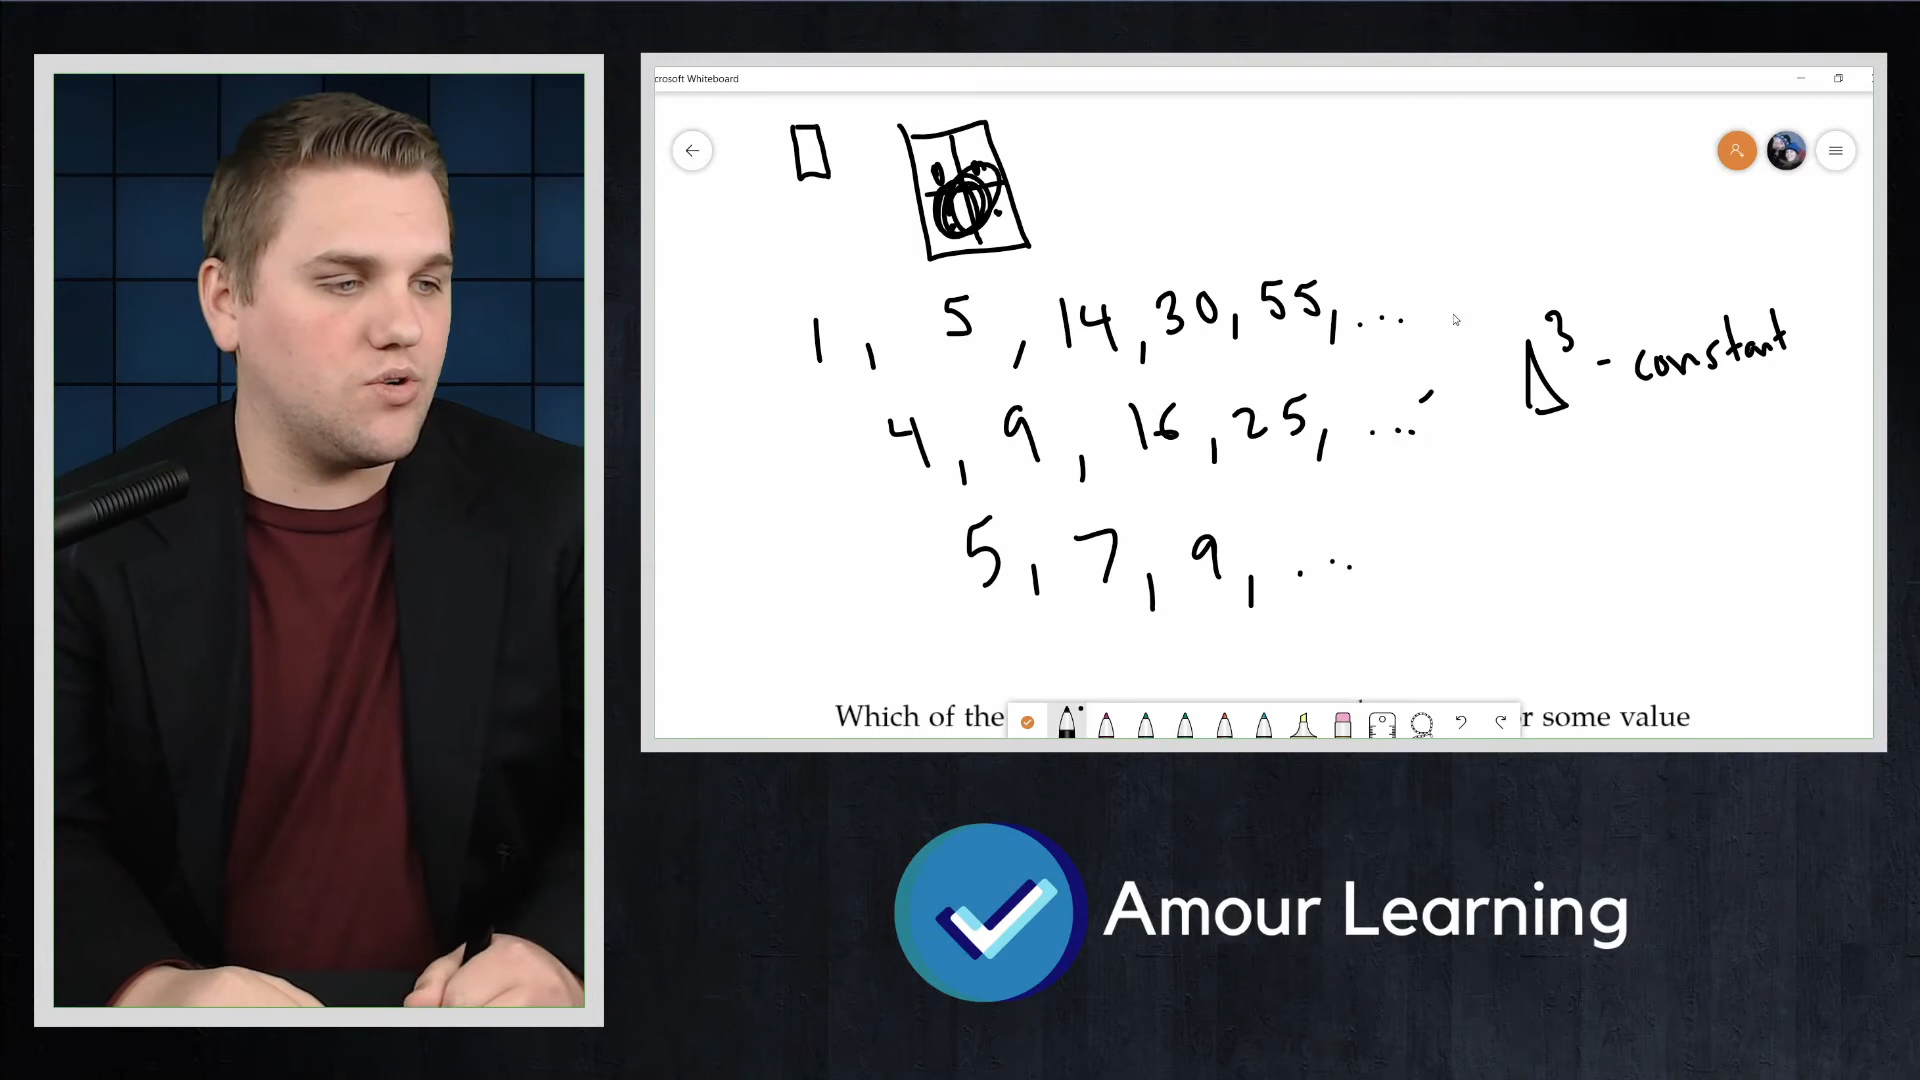 crosoft Whiteboard
1, 5, 14, 30, 55, ...
Δ³ - constant
4, 9, 16, 25, ...
5, 7, 9, ...
Which of the
r some value
Amour Learning